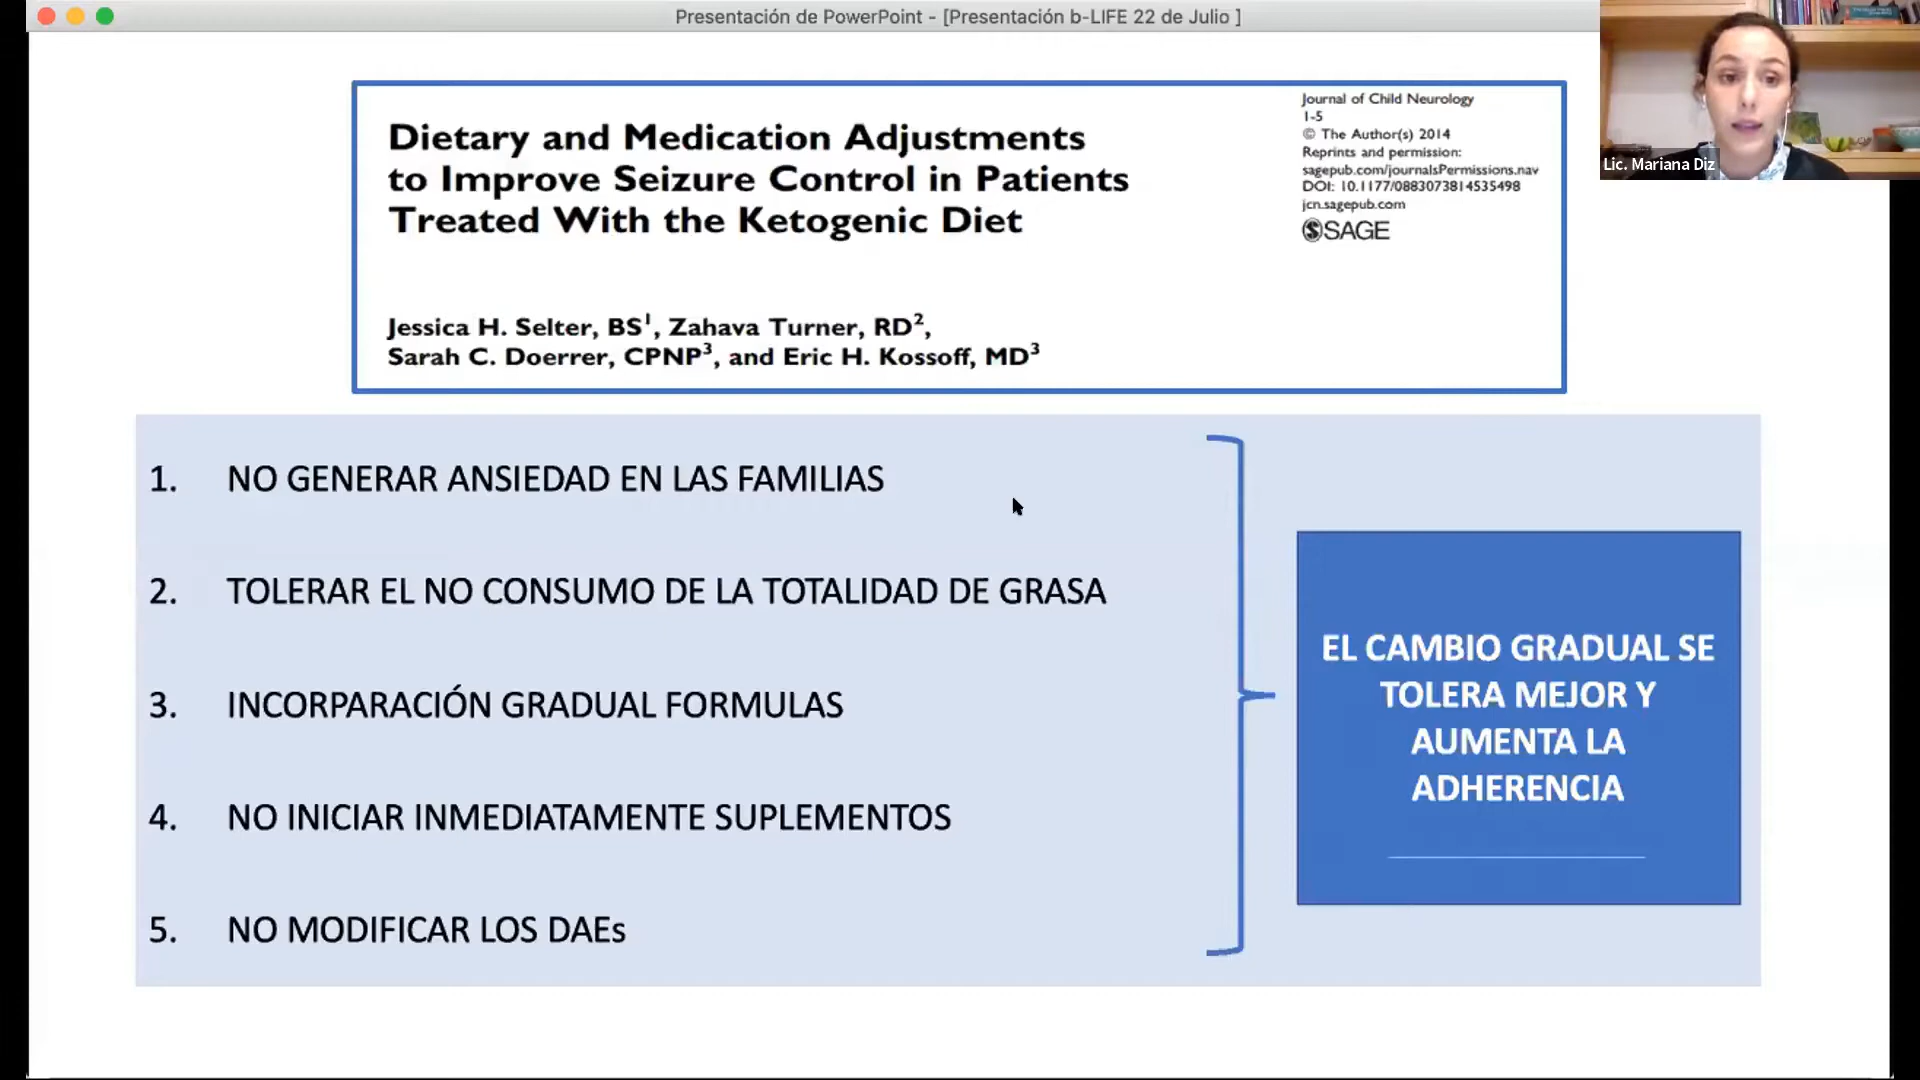 Presentación de PowerPoint - [Presentación b-LIFE 22 de Julio ]
Lic. Mariana Diz
Dietary and Medication Adjustments
to Improve Seizure Control in Patients
Treated With the Ketogenic Diet
Journal of Child Neurology
1-5
© The Author(s) 2014
Reprints and permission:
sagepub.com/journalsPermissions.nav
DOI: 10.1177/0883073814535498
jcn.sagepub.com
SAGE
Jessica H. Selter, BS1, Zahava Turner, RD2,
Sarah C. Doerrer, CPNP3, and Eric H. Kossoff, MD3
1. NO GENERAR ANSIEDAD EN LAS FAMILIAS
2. TOLERAR EL NO CONSUMO DE LA TOTALIDAD DE GRASA
3. INCORPARACIÓN GRADUAL FORMULAS
4. NO INICIAR INMEDIATAMENTE SUPLEMENTOS
5. NO MODIFICAR LOS DAEs
EL CAMBIO GRADUAL SE
TOLERA MEJOR Y
AUMENTA LA
ADHERENCIA